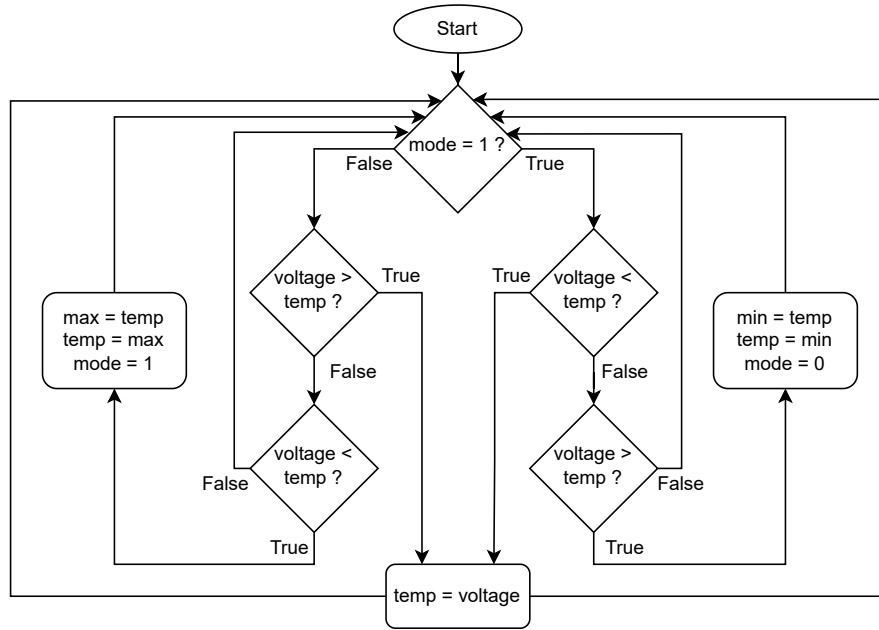 Start
mode = 1 ?
False
True
voltage >
temp ?
True
True
voltage <
temp ?
max = temp
temp = max
mode = 1
min = temp
temp = min
mode = 0
False
False
voltage <
temp ?
voltage >
temp ?
False
False
True
True
temp = voltage